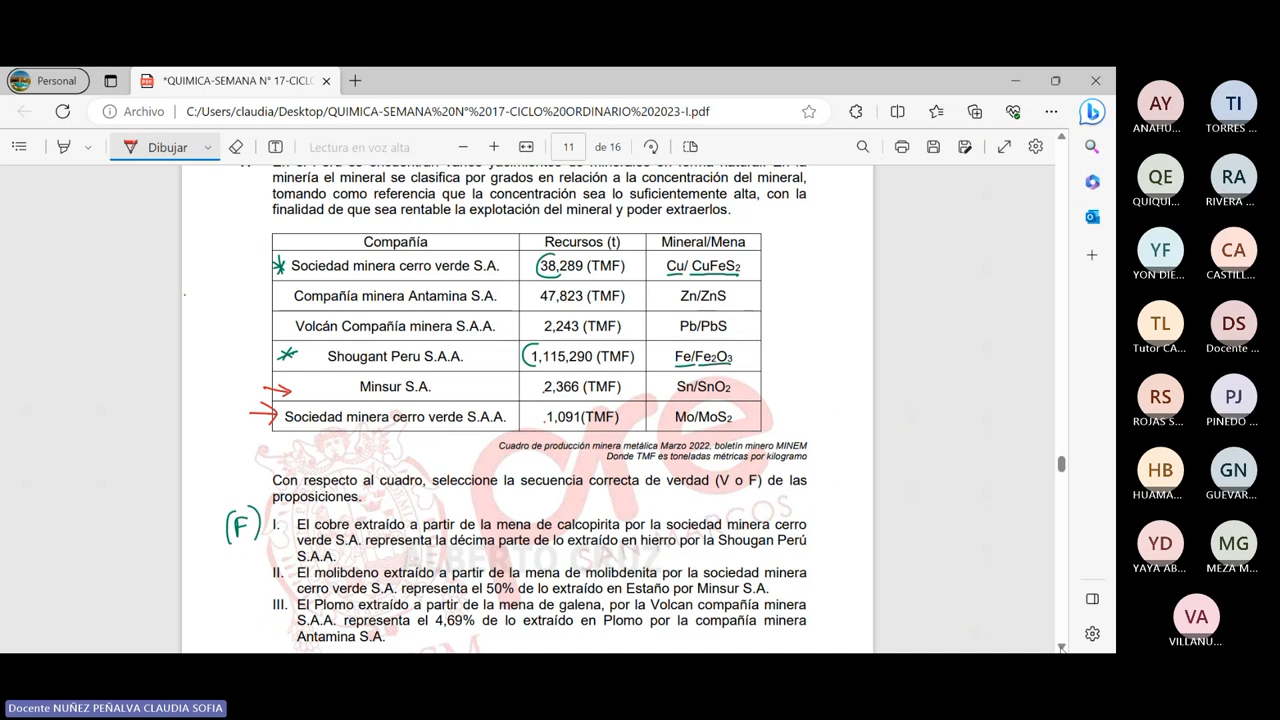 Personal
*QUIMICA-SEMANA N° 17-CICLO
Archivo
C:/Users/claudia/Desktop/QUIMICA-SEMANA%20N°%2017-CICLO%20ORDINARIO%202023-I.pdf
Dibujar
Lectura en voz alta
11
de 16
minería el mineral se clasifica por grados en relación a la concentración del mineral,
tomando como referencia que la concentración sea lo suficientemente alta, con la
finalidad de que sea rentable la explotación del mineral y poder extraerlos.
Compañía Recursos (t) Mineral/Mena
Sociedad minera cerro verde S.A. 38,289 (TMF) Cu/ CuFeS2
Compañía minera Antamina S.A. 47,823 (TMF) Zn/ZnS
Volcán Compañía minera S.A.A. 2,243 (TMF) Pb/PbS
Shougant Peru S.A.A. 1,115,290 (TMF) Fe/Fe2O3
Minsur S.A. 2,366 (TMF) Sn/SnO2
Sociedad minera cerro verde S.A.A. 1,091(TMF) Mo/MoS2
Cuadro de producción minera metálica Marzo 2022, boletín minero MINEM
Donde TMF es toneladas métricas por kilogramo
Con respecto al cuadro, seleccione la secuencia correcta de verdad (V o F) de las
proposiciones.
(F) I. El cobre extraído a partir de la mena de calcopirita por la sociedad minera cerro
verde S.A. representa la décima parte de lo extraído en hierro por la Shougan Perú
S.A.A.
II. El molibdeno extraído a partir de la mena de molibdenita por la sociedad minera
cerro verde S.A. representa el 50% de lo extraído en Estaño por Minsur S.A.
III. El Plomo extraído a partir de la mena de galena, por la Volcan compañía minera
S.A.A. representa el 4,69% de lo extraído en Plomo por la compañía minera
Antamina S.A.
cre
AY
ANAHU...
TI
TORRES ...
QE
QUIQUI...
RA
RIVERA ...
YF
YON DIE...
CA
CASTILL...
TL
Tutor CA...
DS
Docente ...
RS
ROJAS S...
PJ
PINEDO ...
HB
HUAMA...
GN
GUEVAR...
YD
YAYA AB...
MG
MEZA M...
VA
VILLANU...
Docente NUÑEZ PEÑALVA CLAUDIA SOFIA